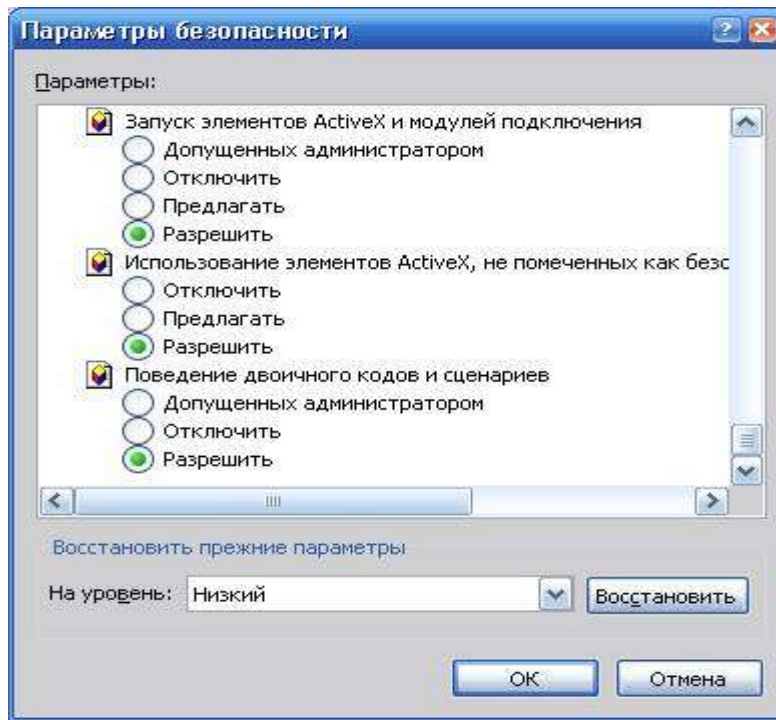 Параметры безопасности
Параметры:
Запуск элементов ActiveX и модулей подключения
Допущенных администратором
Отключить
Предлагать
Разрешить
Использование элементов ActiveX, не помеченных как безо
Отключить
Предлагать
Разрешить
Поведение двоичного кодов и сценариев
Допущенных администратором
Отключить
Разрешить
Восстановить прежние параметры
На уровень: Низкий Восстановить
ОК Отмена